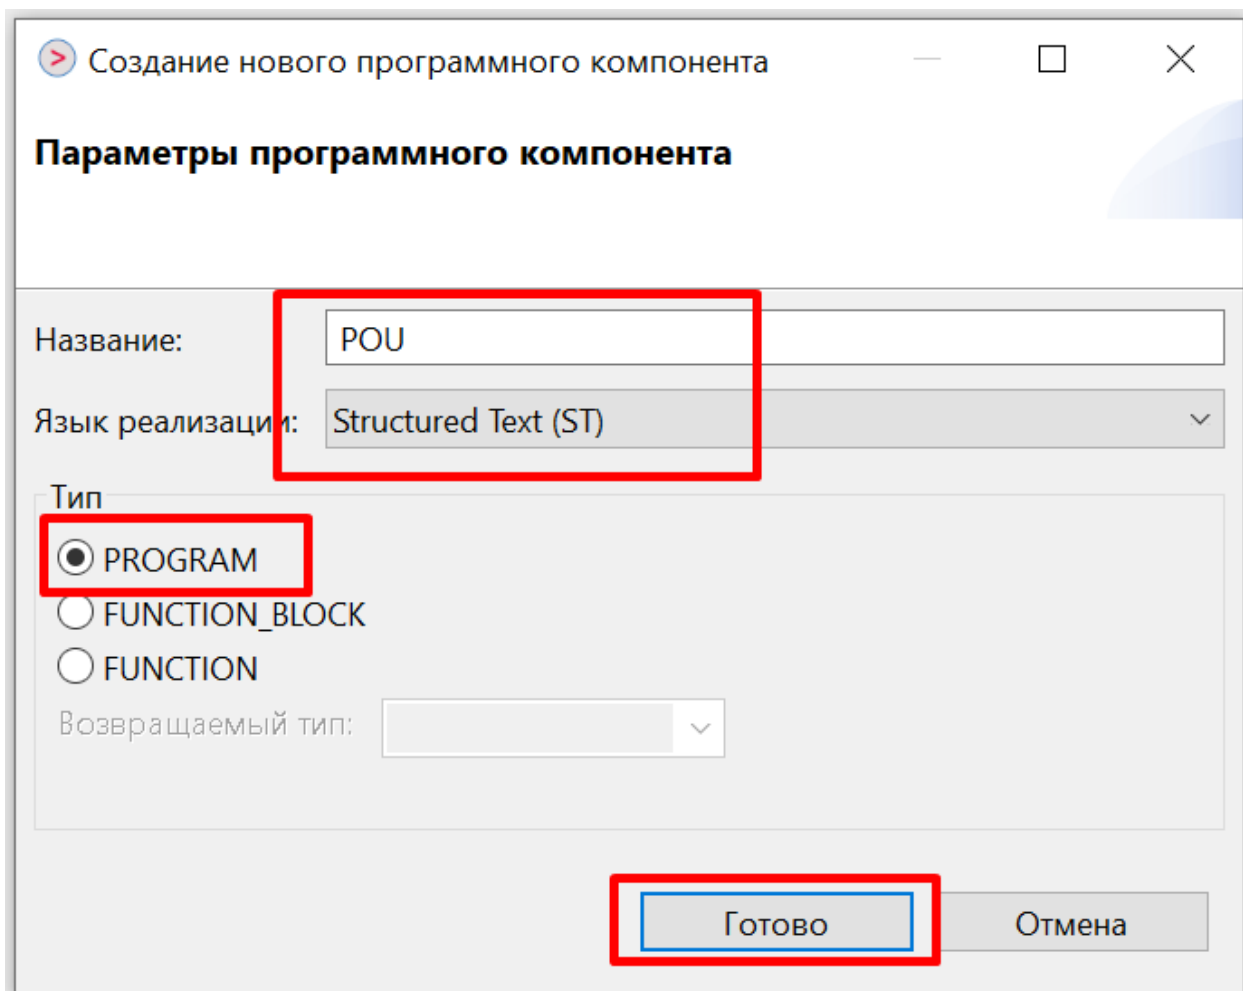 Создание нового программного компонента
Параметры программного компонента
Название: POU
Язык реализации: Structured Text (ST)
Тип
PROGRAM
FUNCTION_BLOCK
FUNCTION
Возвращаемый тип:
Готово Отмена